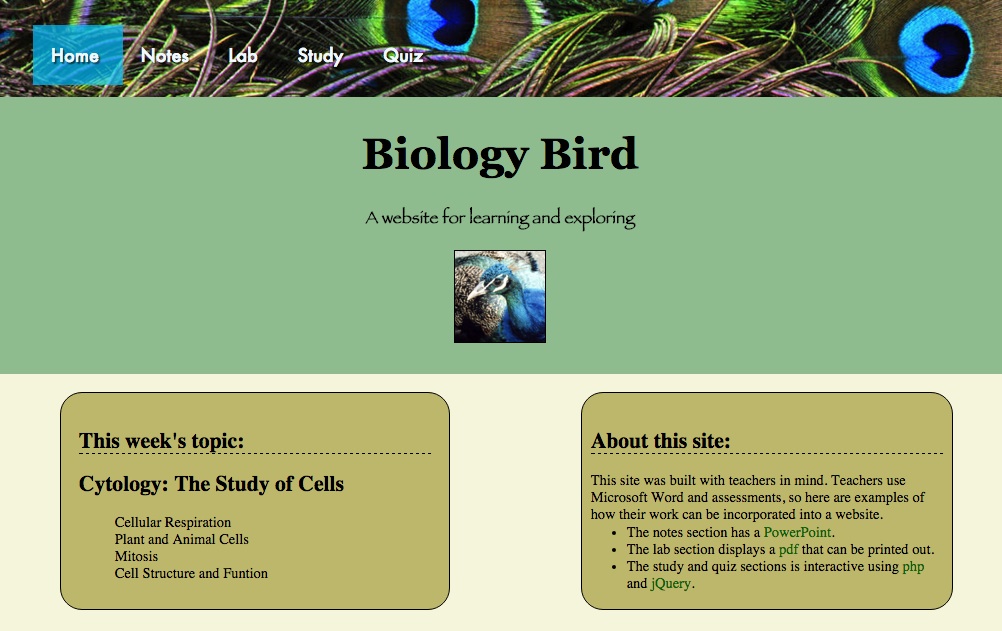 Home Notes Lab Study Quiz
Biology Bird
A website for learning and exploring
This week's topic:
Cytology: The Study of Cells
Cellular Respiration
Plant and Animal Cells
Mitosis
Cell Structure and Funtion
About this site:
This site was built with teachers in mind. Teachers use
Microsoft Word and assessments, so here are examples of
how their work can be incorporated into a website.
• The notes section has a PowerPoint.
• The lab section displays a pdf that can be printed out.
• The study and quiz sections is interactive using php
and jQuery.